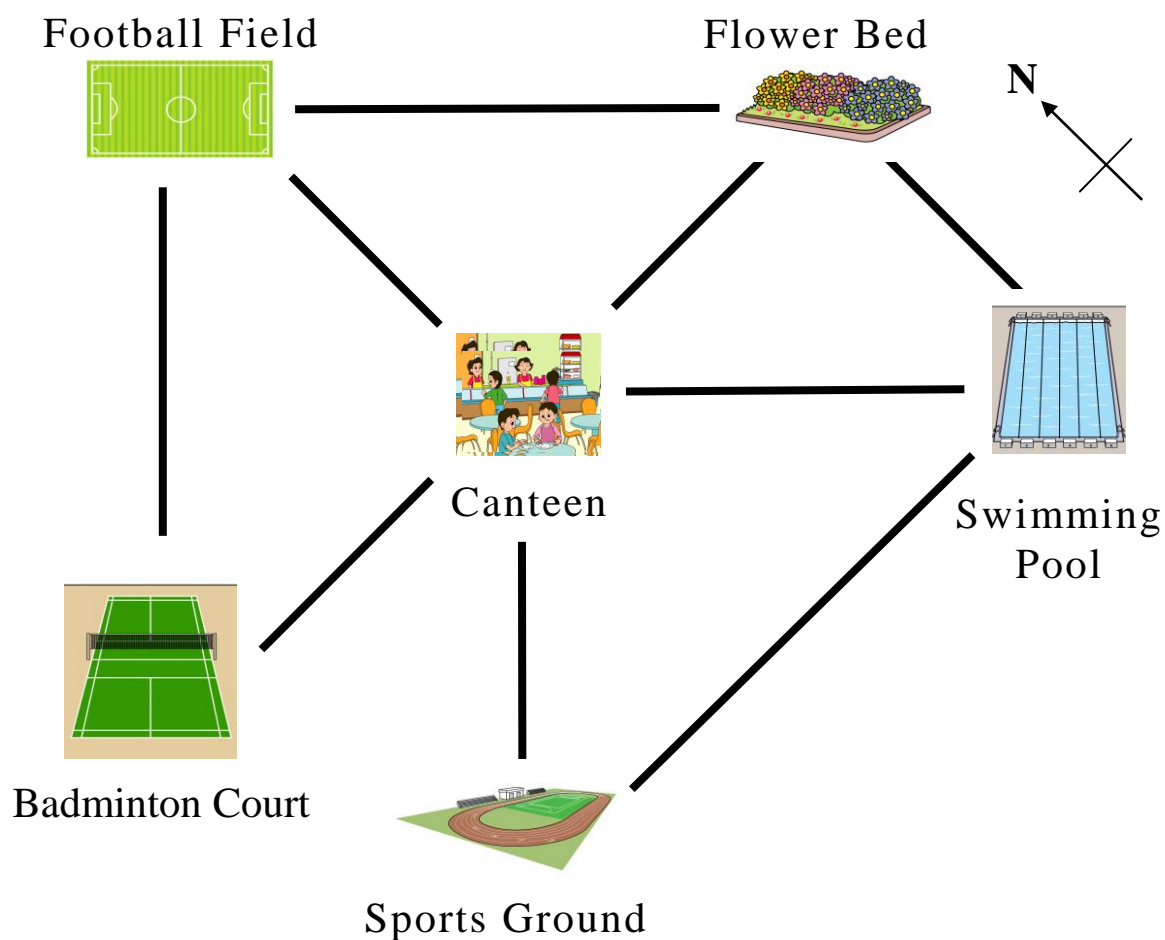 Football Field
Flower Bed
N
Canteen
Swimming
Pool
Badminton Court
Sports Ground